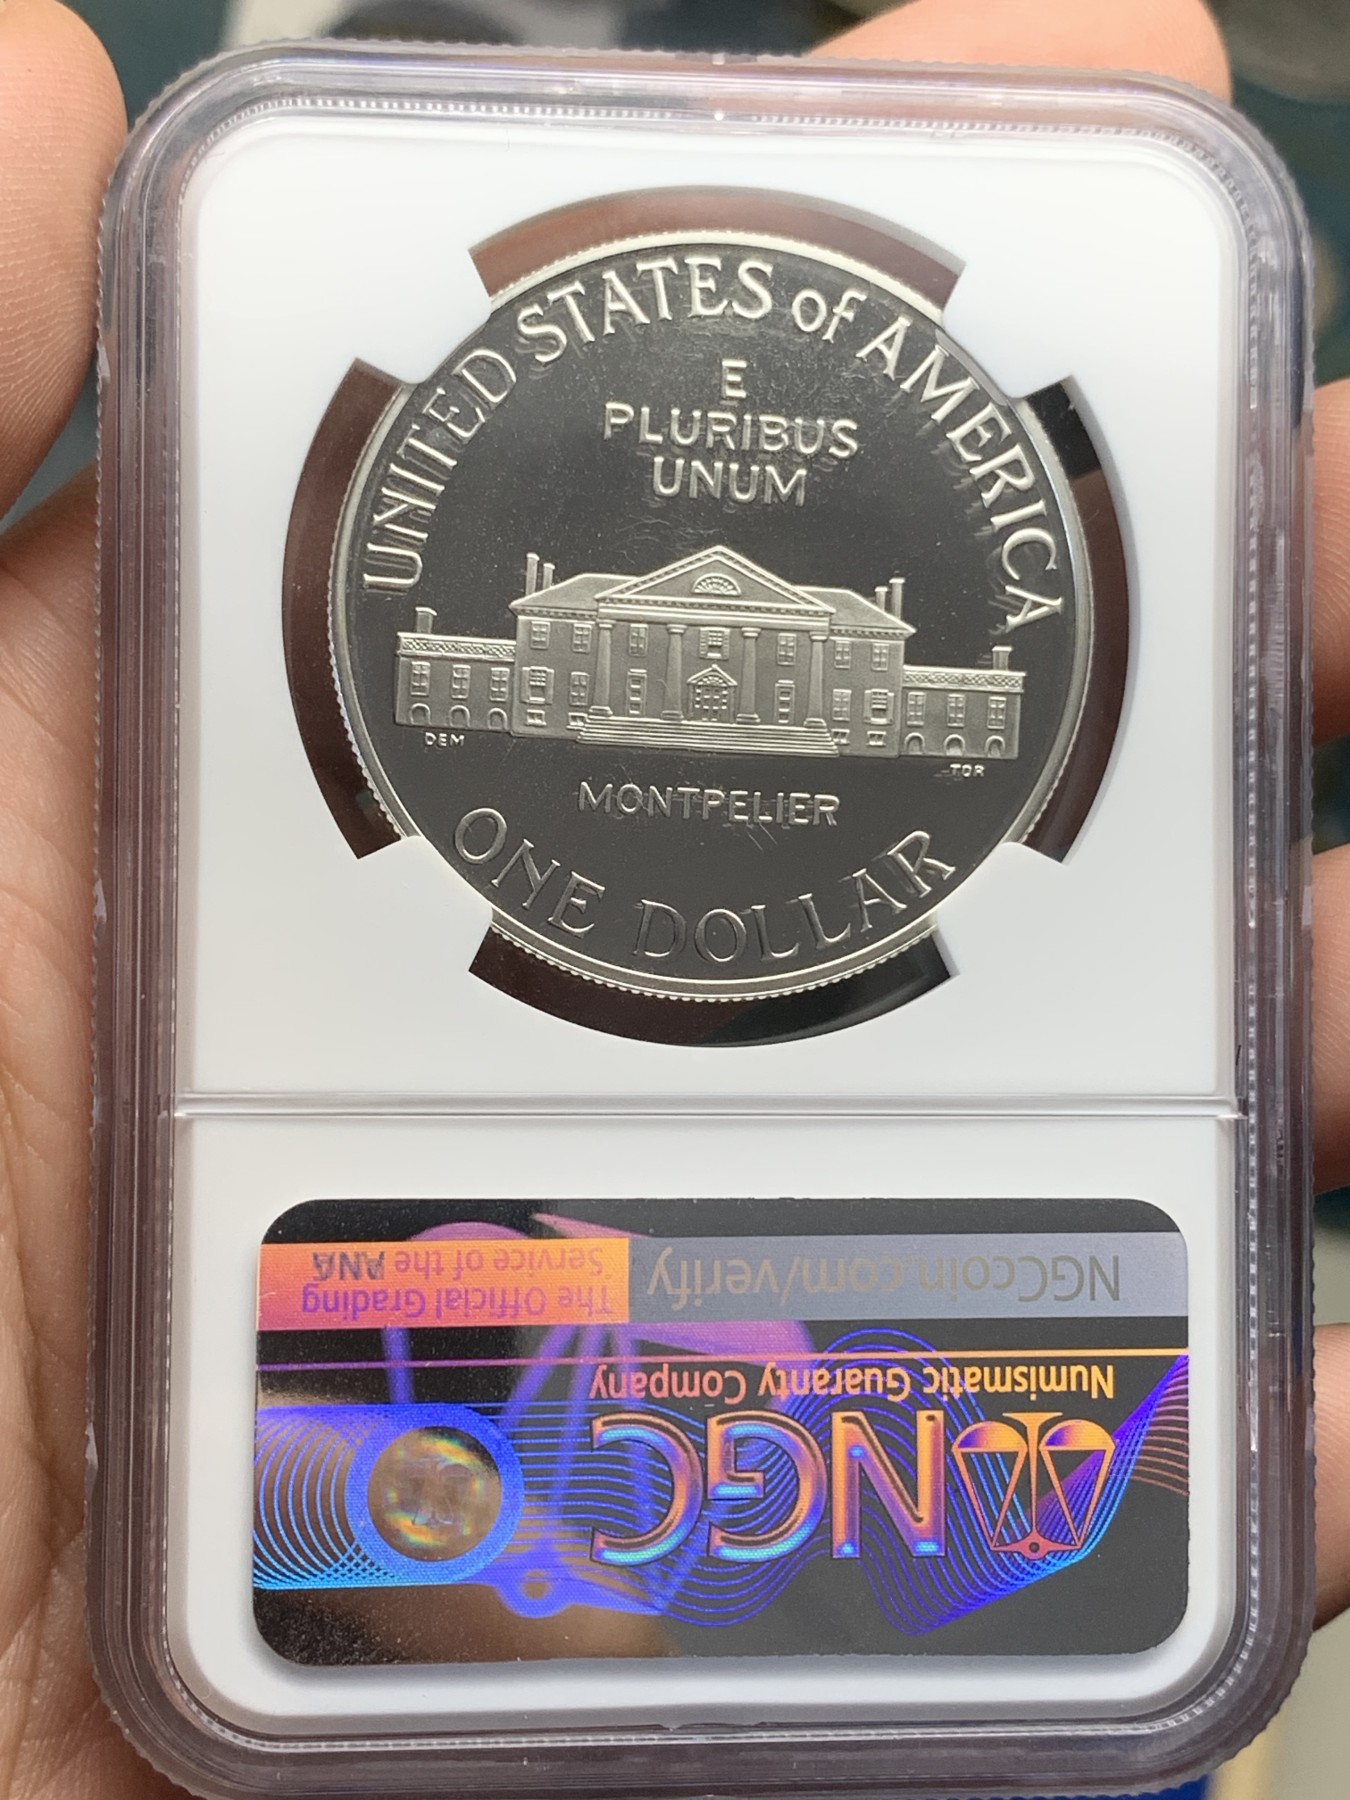 UNITED STATES of AMERICA
E
PLURIBUS
UNUM
DEM
TDR
MONTPELIER
ONE DOLLAR
NGC
Numismatic Guaranty Company
NGCcoin.com/verify
The Official Grading
Service of the ANA